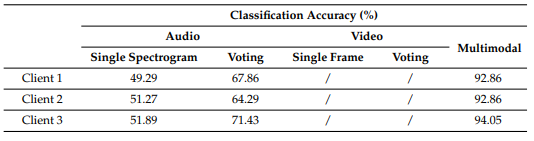 Classification Accuracy (%)
Audio Video Multimodal
Single Spectrogram Voting Single Frame Voting
Client 1 49.29 67.86 / / 92.86
Client 2 51.27 64.29 / / 92.86
Client 3 51.89 71.43 / / 94.05